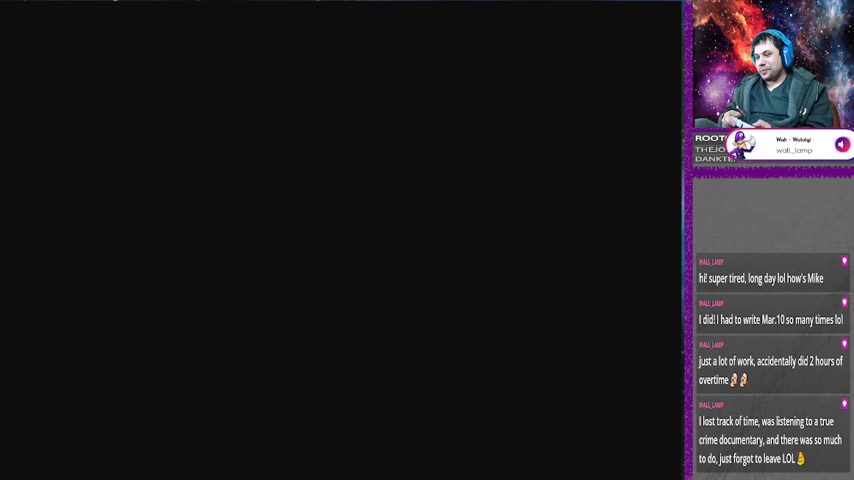 ROOT
Wah - Waluigi
THEJO
wall_lamp
DANKTE
WALL_LAMP
hi! super tired, long day lol how's Mike
WALL_LAMP
I did! I had to write Mar.10 so many times lol
WALL_LAMP
just a lot of work, accidentally did 2 hours of
overtime
WALL_LAMP
I lost track of time, was listening to a true
crime documentary, and there was so much
to do, just forgot to leave LOL